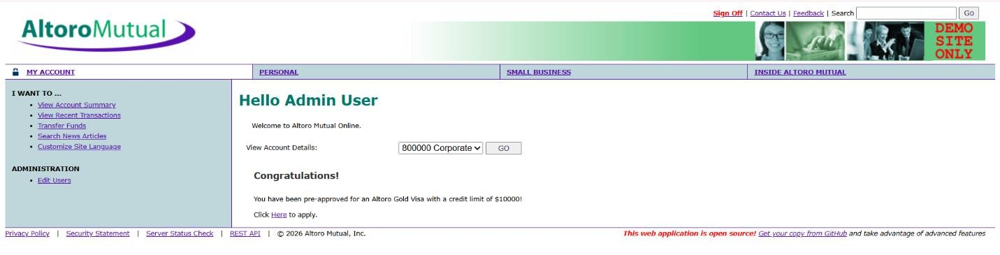 Sign Off | Contact Us | Feedback | Search Go
AltoroMutual
DEMO
SITE
ONLY
MY ACCOUNT PERSONAL SMALL BUSINESS INSIDE ALTORO MUTUAL
I WANT TO ...
• View Account Summary
• View Recent Transactions
• Transfer Funds
• Search News Articles
• Customize Site Language
ADMINISTRATION
• Edit Users
Hello Admin User
Welcome to Altoro Mutual Online.
View Account Details: 800000 Corporate GO
Congratulations!
You have been pre-approved for an Altoro Gold Visa with a credit limit of $10000!
Click Here to apply.
Privacy Policy | Security Statement | Server Status Check | REST API | © 2026 Altoro Mutual, Inc.
This web application is open source! Get your copy from GitHub and take advantage of advanced features